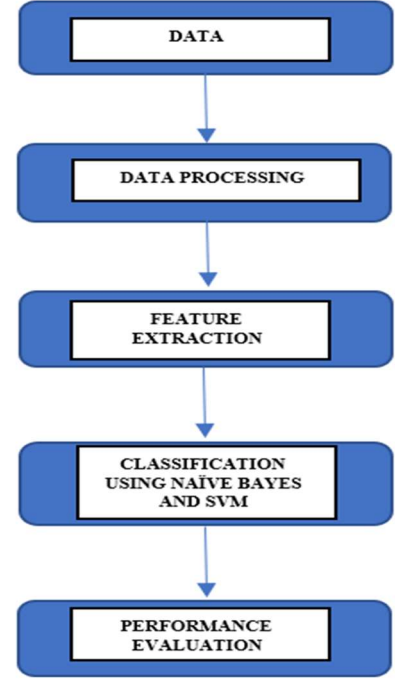 DATA
DATA PROCESSING
FEATURE
EXTRACTION
CLASSIFICATION
USING NAÏVE BAYES
AND SVM
PERFORMANCE
EVALUATION